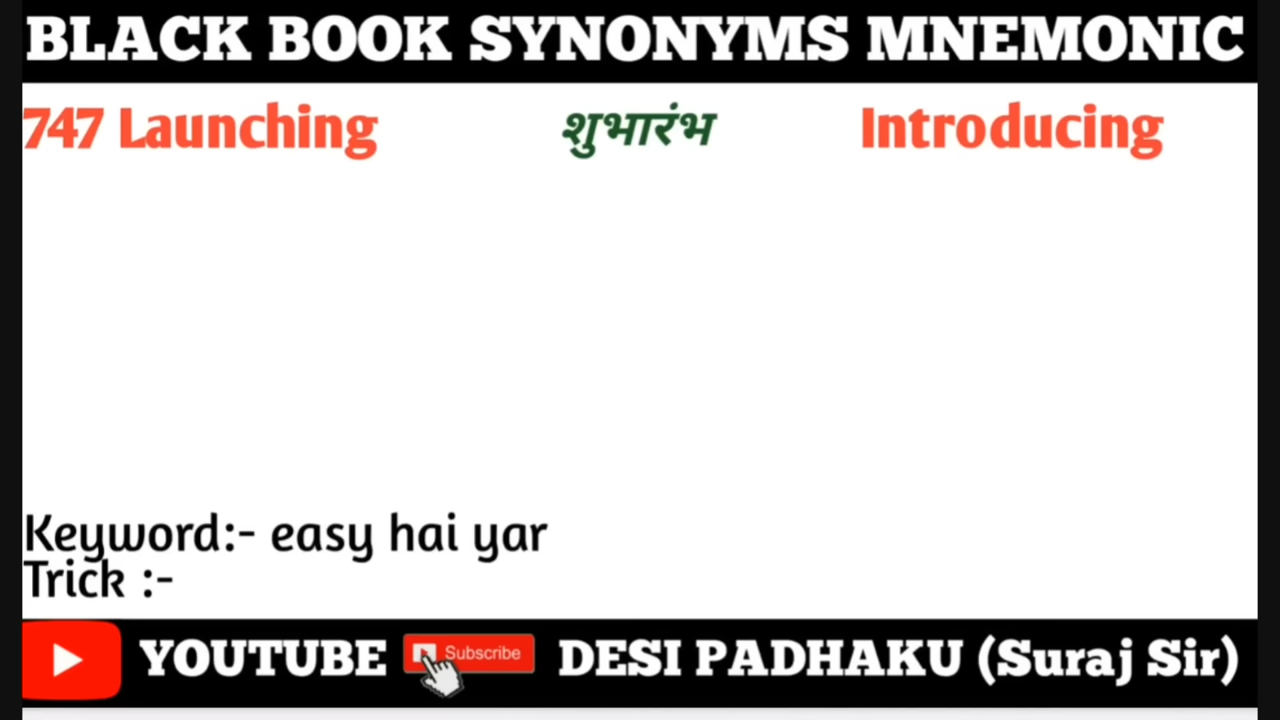 BLACK BOOK SYNONYMS MNEMONIC
747 Launching शुभारंभ Introducing
Keyword:- easy hai yar
Trick :-
YOUTUBE Subscribe DESI PADHAKU (Suraj Sir)